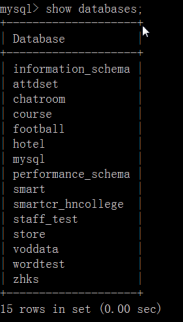 mysql> show databases;
+--------------------+
| Database           |
+--------------------+
| information_schema |
| attdset            |
| chatroom           |
| course             |
| football           |
| hotel              |
| mysql              |
| performance_schema |
| smart              |
| smartcr_hncollege  |
| staff_test         |
| store              |
| voddata            |
| wordtest           |
| zhks               |
+--------------------+
15 rows in set (0.00 sec)